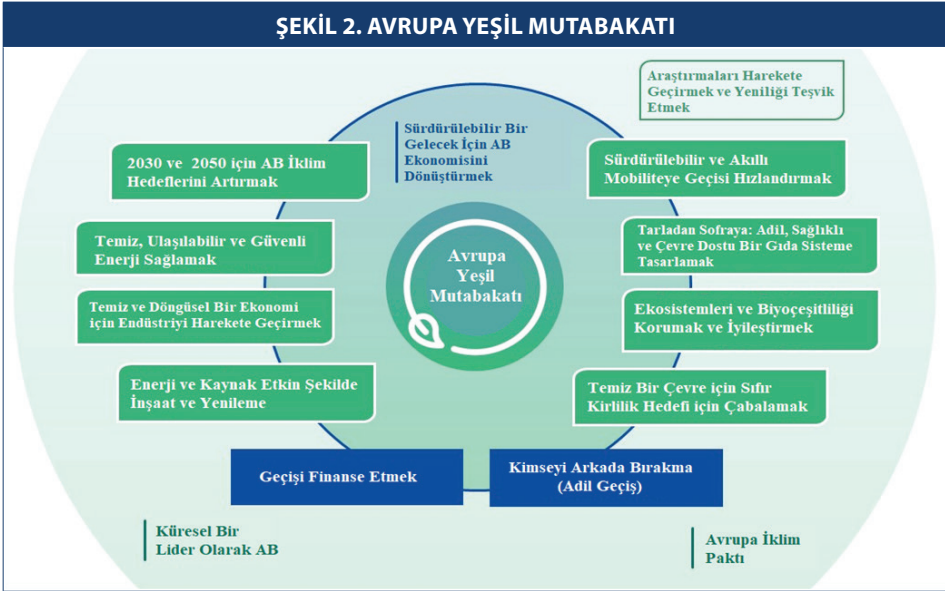 ŞEKİL 2. AVRUPA YEŞİL MUTABAKATI
Araştırmaları Harekete
Geçirmek ve Yeniliği Teşvik
Etmek
Sürdürülebilir Bir
Gelecek İçin AB
Ekonomisini
Dönüştürmek
2030 ve 2050 için AB İklim
Hedeflerini Artırmak
Temiz, Ulaşılabilir ve Güvenli
Enerji Sağlamak
Temiz ve Döngüsel Bir Ekonomi
için Endüstriyi Harekete Geçirmek
Enerji ve Kaynak Etkin Şekilde
İnşaat ve Yenileme
Avrupa
Yeşil
Mutabakatı
Sürdürülebilir ve Akıllı
Mobiliteye Geçişi Hızlandırmak
Tarladan Sofraya: Adil, Sağlıklı
ve Çevre Dostu Bir Gıda Sisteme
Tasarlamak
Ekosistemleri ve Biyoçeşitliliği
Korumak ve İyileştirmek
Temiz Bir Çevre için Sıfır
Kirlilik Hedefi için Çabalamak
Geçişi Finanse Etmek
Kimseyi Arkada Bırakma
(Adil Geçiş)
Küresel Bir
Lider Olarak AB
Avrupa İklim
Paktı